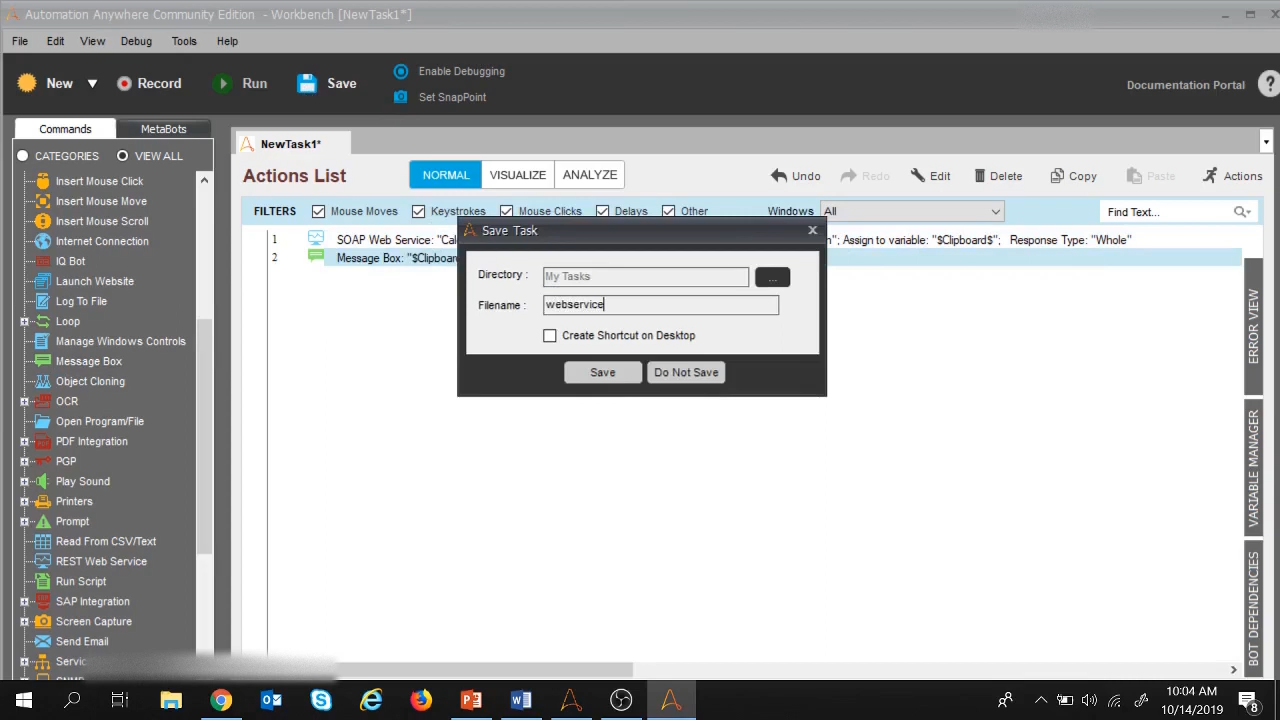 Automation Anywhere Community Edition - Workbench [NewTask1*]
File Edit View Debug Tools Help
New Record Run Save
Enable Debugging
Set SnapPoint
Documentation Portal ?
Commands MetaBots
CATEGORIES VIEW ALL
Insert Mouse Click
Insert Mouse Move
Insert Mouse Scroll
Internet Connection
IQ Bot
Launch Website
Log To File
Loop
Manage Windows Controls
Message Box
Object Cloning
OCR
Open Program/File
PDF Integration
PGP
Play Sound
Printers
Prompt
Read From CSV/Text
REST Web Service
Run Script
SAP Integration
Screen Capture
Send Email
NewTask1*
Actions List
NORMAL VISUALIZE ANALYZE
Undo Redo Edit Delete Copy Paste Actions
FILTERS Mouse Moves Keystrokes Mouse Clicks Delays Other Windows All Find Text...
1 SOAP Web Service: "Cal n"; Assign to variable: "$Clipboard$"; Response Type: "Whole"
2 Message Box: "$Clipboard
Save Task
Directory : My Tasks ...
Filename : webservice
Create Shortcut on Desktop
Save Do Not Save
ERROR VIEW
VARIABLE MANAGER
BOT DEPENDENCIES
10:04 AM
10/14/2019
8